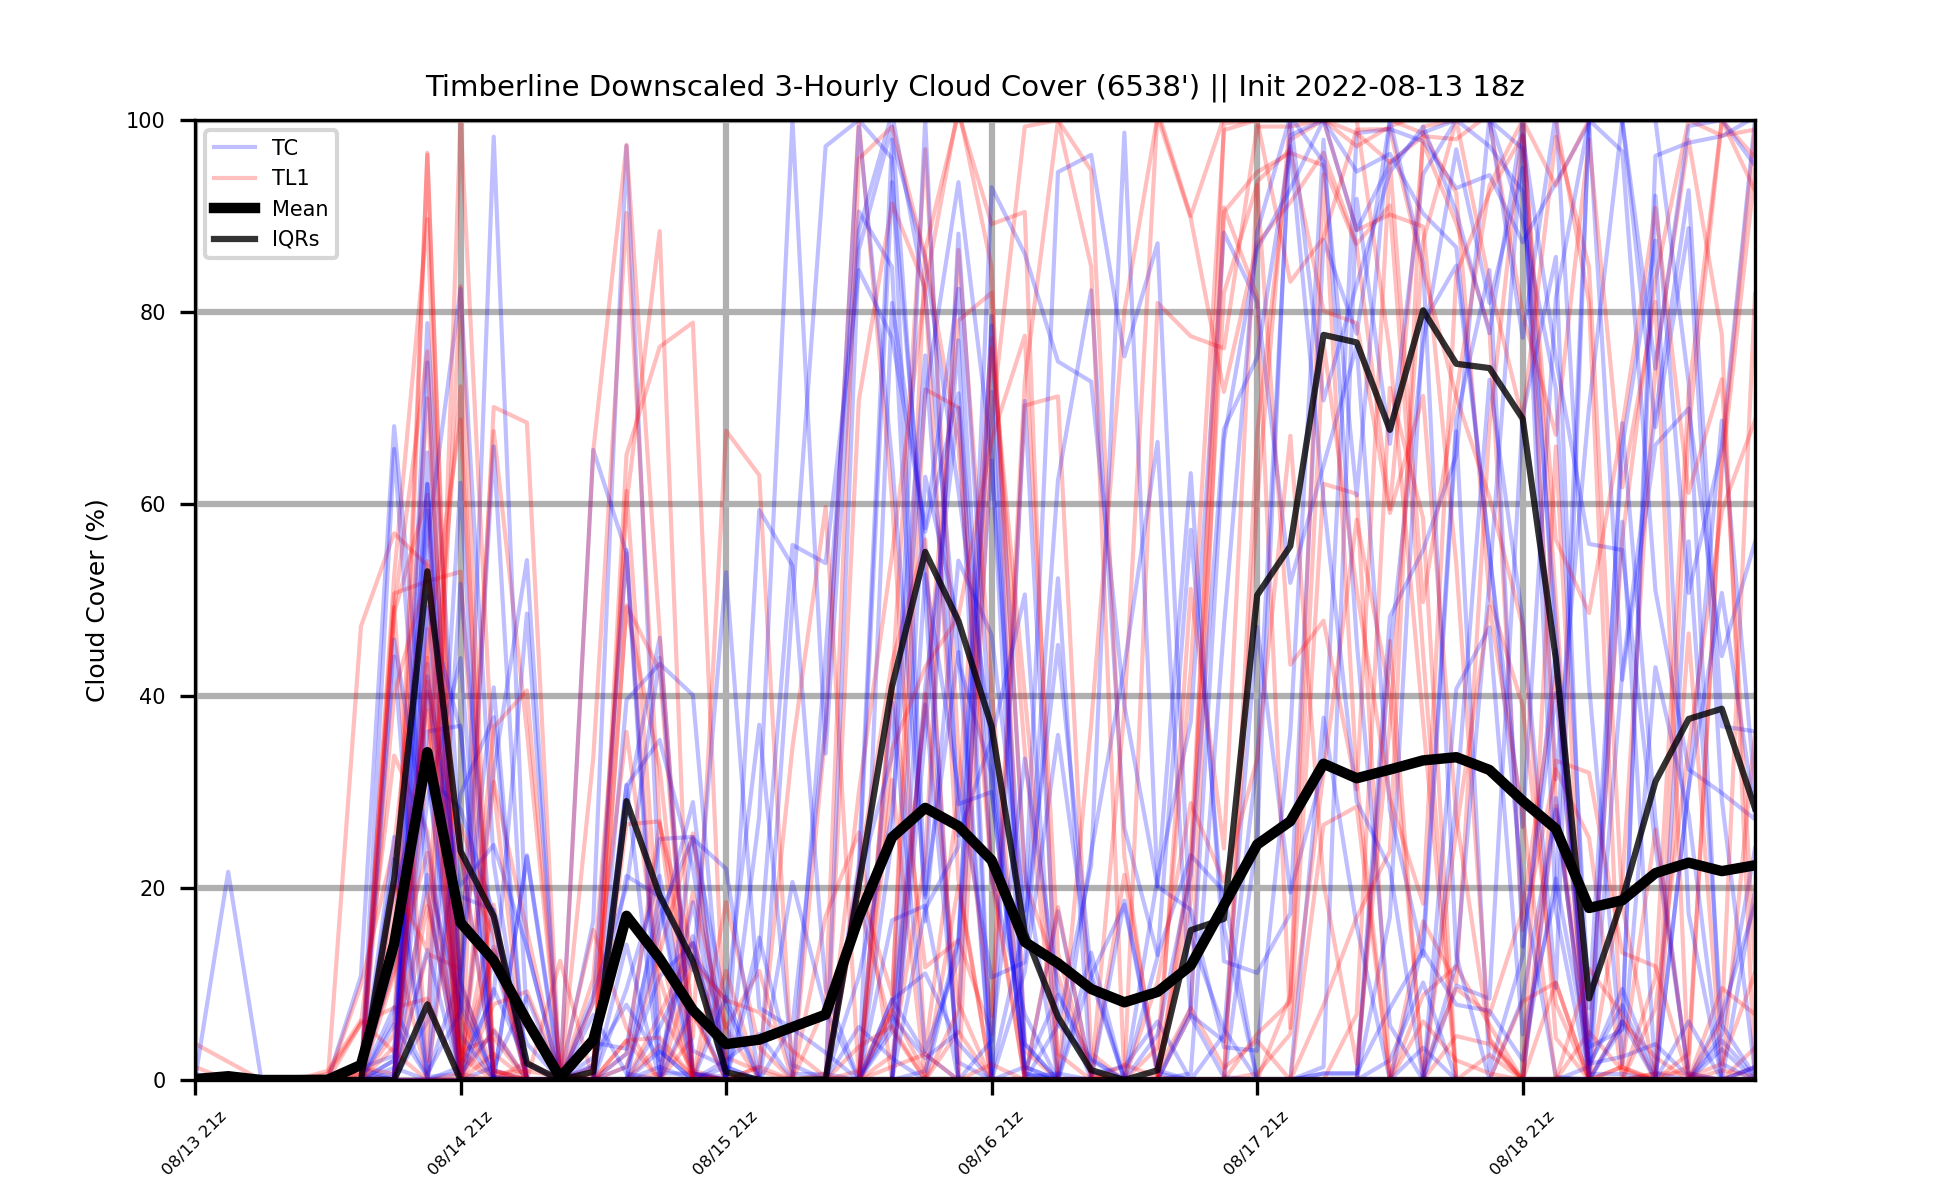 Timberline Downscaled 3-Hourly Cloud Cover (6538') || Init 2022-08-13 18z
Cloud Cover (%)
100
80
60
40
20
0
TC
TL1
Mean
IQRs
08/13 21z
08/14 21z
08/15 21z
08/16 21z
08/17 21z
08/18 21z